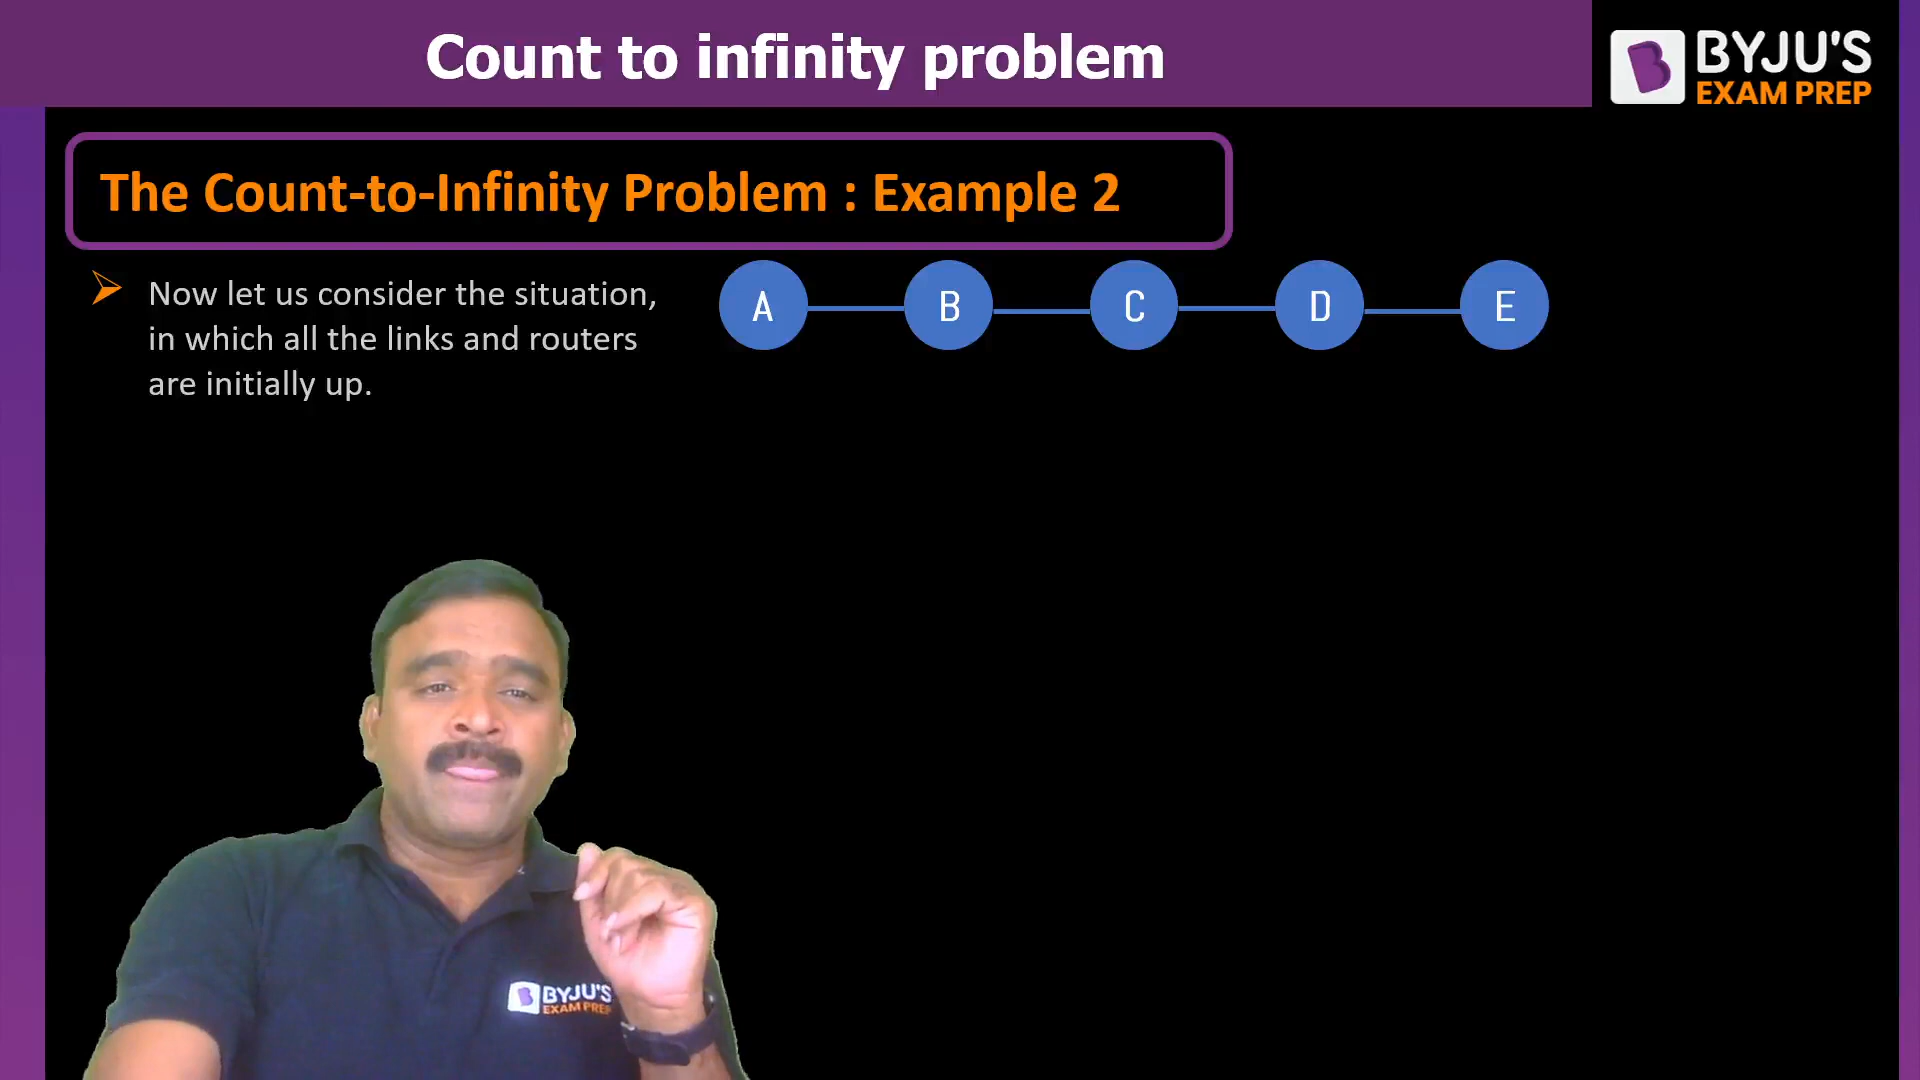 Count to infinity problem
BYJU'S
EXAM PREP
The Count-to-Infinity Problem : Example 2
Now let us consider the situation,
in which all the links and routers
are initially up.
A B C D E
BYJU'S
EXAM PREP